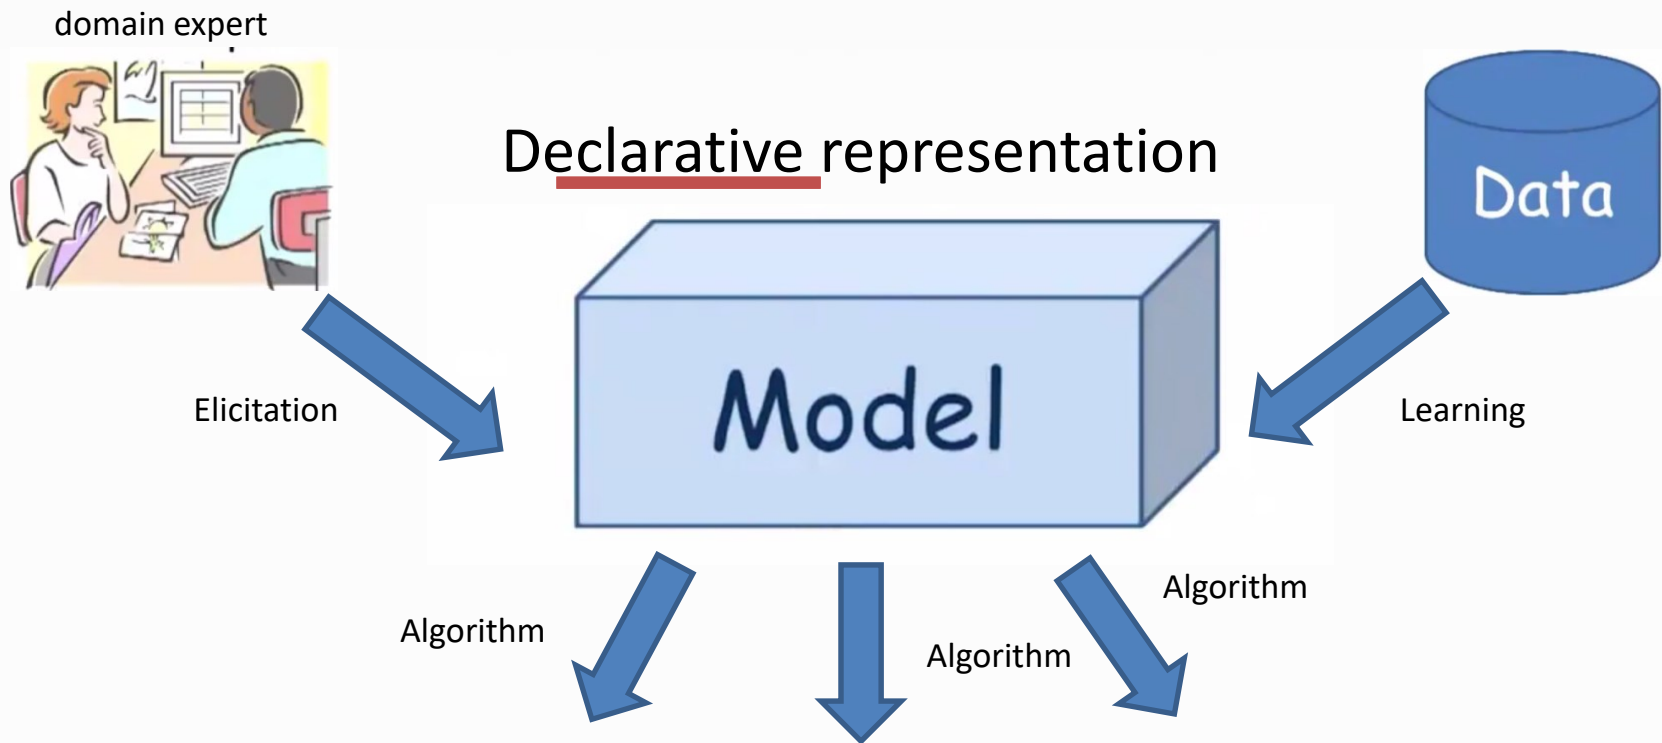 domain expert
Declarative representation
Data
Model
Elicitation
Learning
Algorithm
Algorithm
Algorithm